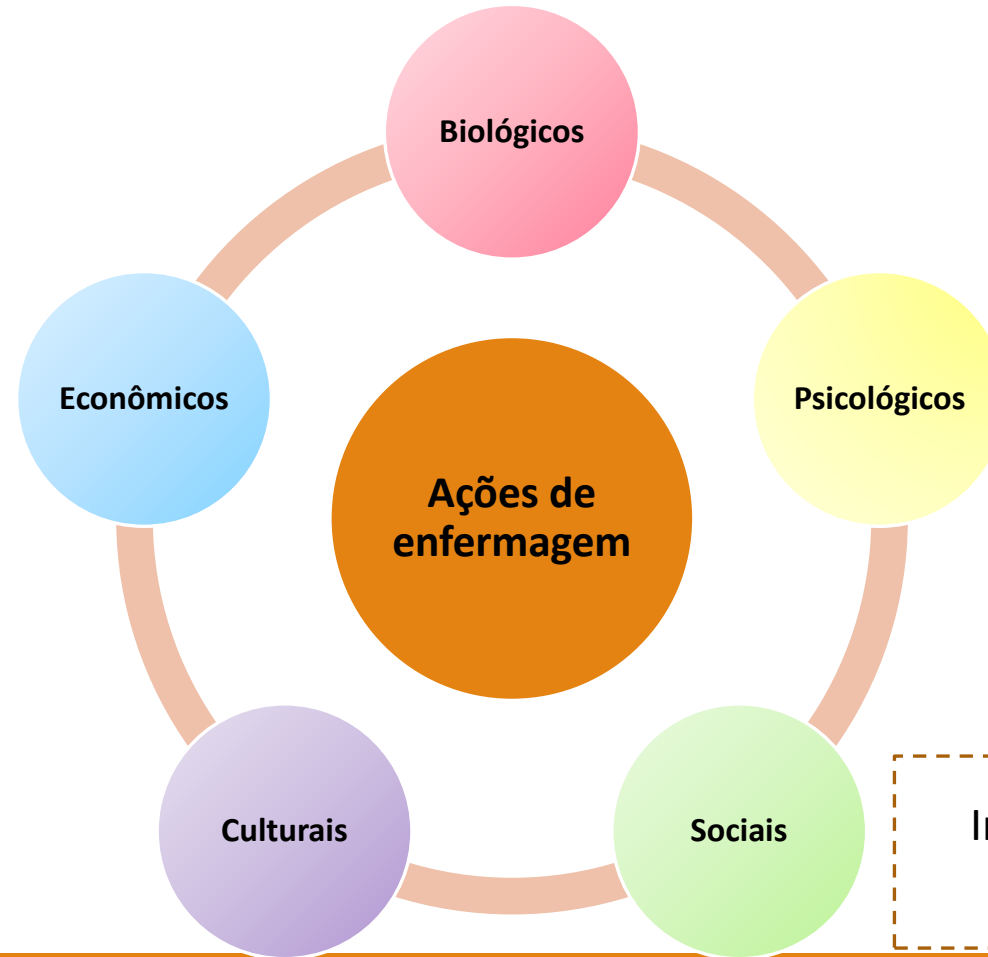 Biológicos
Econômicos
Psicológicos
Ações de
enfermagem
Culturais
Sociais